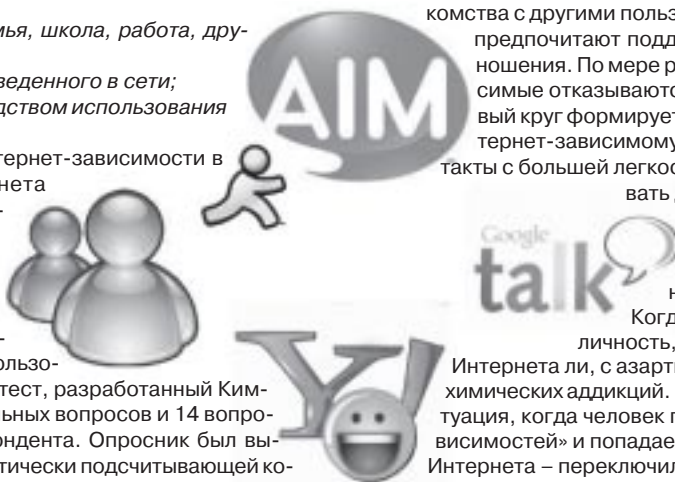 мья, школа, работа, дру-
веденного в сети;
дством использования
тернет-зависимости в
нета
-
-
ользо-
тест, разработанный Ким-
льных вопросов и 14 вопро-
ондента. Опросник был вы-
тически подсчитывающей ко-
AIM
Google
talk
Y!
комства с другими польз
предпочитают подд
ношения. По мере р
симые отказываютс
вый круг формирует
тернет-зависимому
такты с большей легкос
вать
н
Когд
личность,
Интернета ли, с азарт
химических аддикций.
туация, когда человек п
висимостей» и попадае
Интернета – переключил